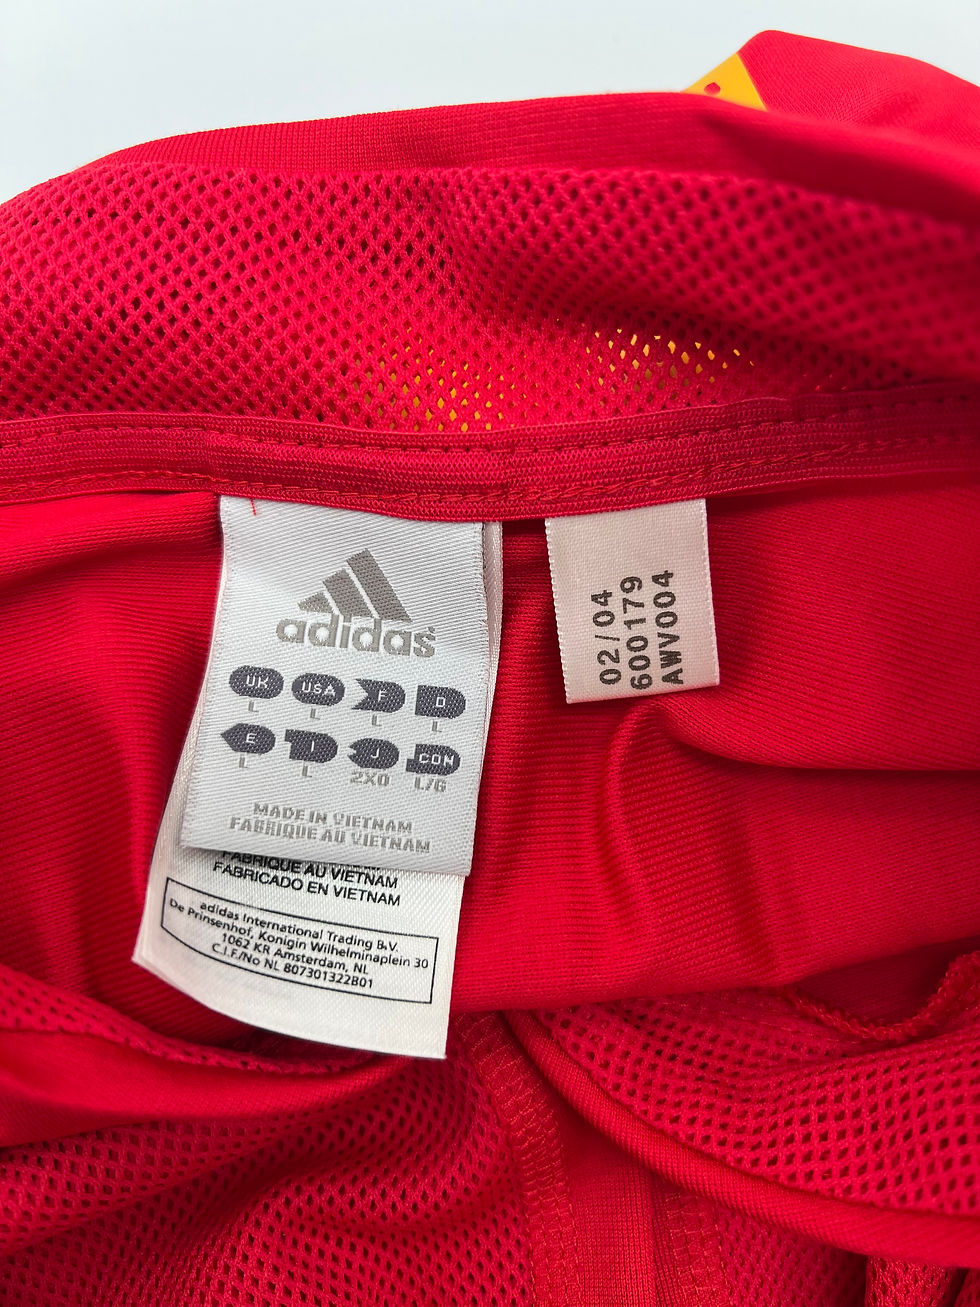 adidas
UK USA F D
L L L L
E I J CDN
L L 2XO L/G
MADE IN VIETNAM
FABRIQUE AU VIETNAM
FABRIQUE AU VIETNAM
FABRICADO EN VIETNAM
adidas International Trading B.V.
De Prinsenhof, Konigin Wilhelminaplein 30
1062 KR Amsterdam, NL
C.I.F./No NL 807301322B01
02/04
600179
AWV004